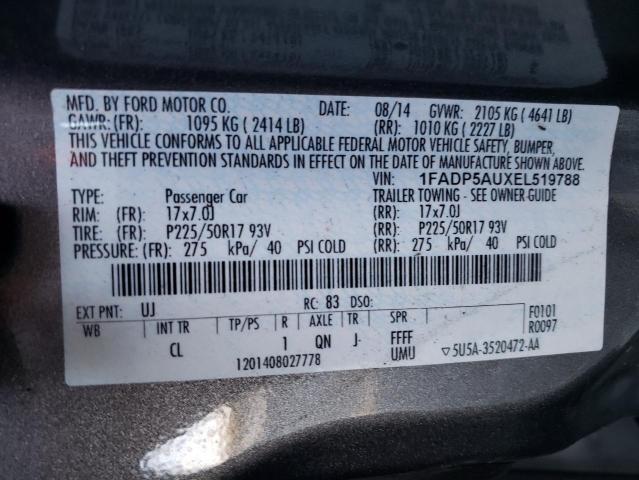 MFD. BY FORD MOTOR CO. DATE: 08/14 GVWR: 2105 KG ( 4641 LB)
GAWR: (FR): 1095 KG ( 2414 LB) (RR): 1010 KG ( 2227 LB)
THIS VEHICLE CONFORMS TO ALL APPLICABLE FEDERAL MOTOR VEHICLE SAFETY, BUMPER,
AND THEFT PREVENTION STANDARDS IN EFFECT ON THE DATE OF MANUFACTURE SHOWN ABOVE.
VIN: 1FADP5AUXEL519788
TYPE: Passenger Car TRAILER TOWING - SEE OWNER GUIDE
RIM: (FR): 17x7.0J (RR): 17x7.0J
TIRE: (FR): P225/50R17 93V (RR): P225/50R17 93V
PRESSURE: (FR): 275 kPa/ 40 PSI COLD (RR): 275 kPa/ 40 PSI COLD
EXT PNT: UJ RC: 83 DSO: F0101
WB INT TR TP/PS R AXLE TR SPR R0097
CL 1 QN J- FFFF
1201408027778 UMU ▽5U5A-3520472-AA